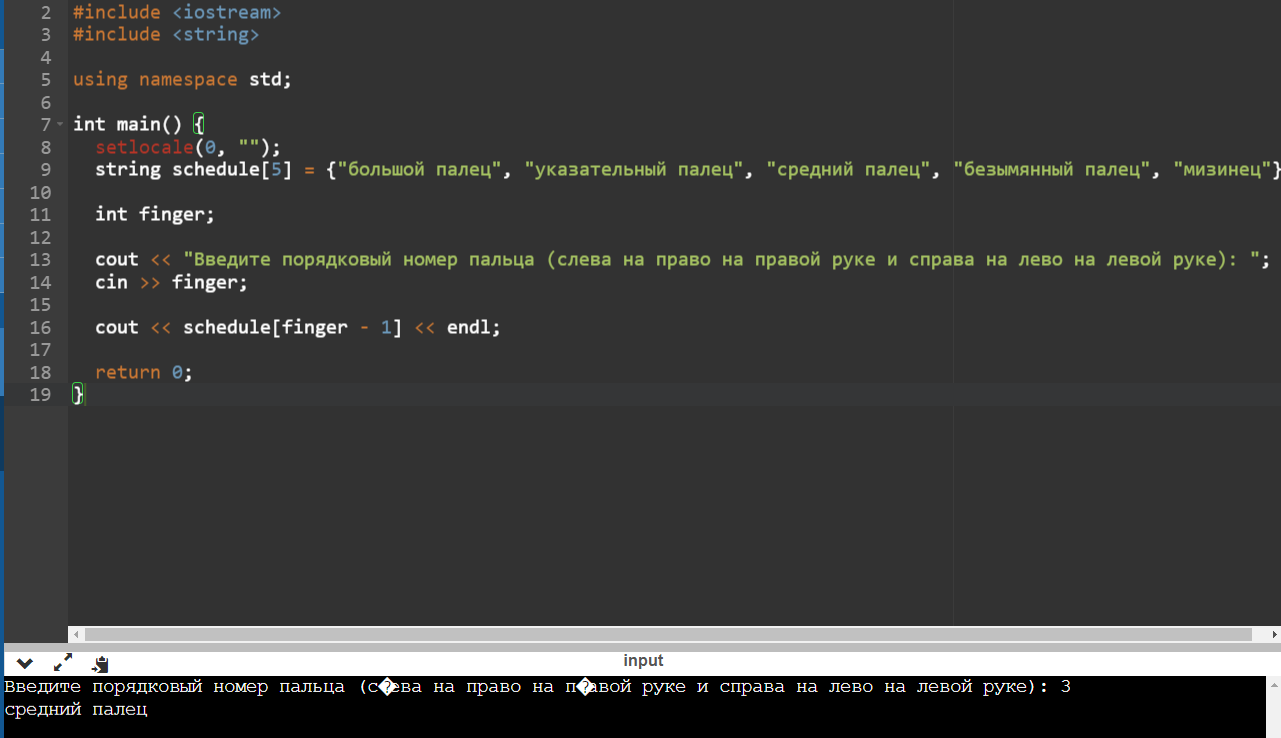 2 #include <iostream>
3 #include <string>
4
5 using namespace std;
6
7 int main() {
8 setlocale(0, "");
9 string schedule[5] = {"большой палец", "указательный палец", "средний палец", "безымянный палец", "мизинец"}
10
11 int finger;
12
13 cout << "Введите порядковый номер пальца (слева на право на правой руке и справа на лево на левой руке): ";
14 cin >> finger;
15
16 cout << schedule[finger - 1] << endl;
17
18 return 0;
19 }
input
Введите порядковый номер пальца (с�ева на право на п�авой руке и справа на лево на левой руке): 3
средний палец